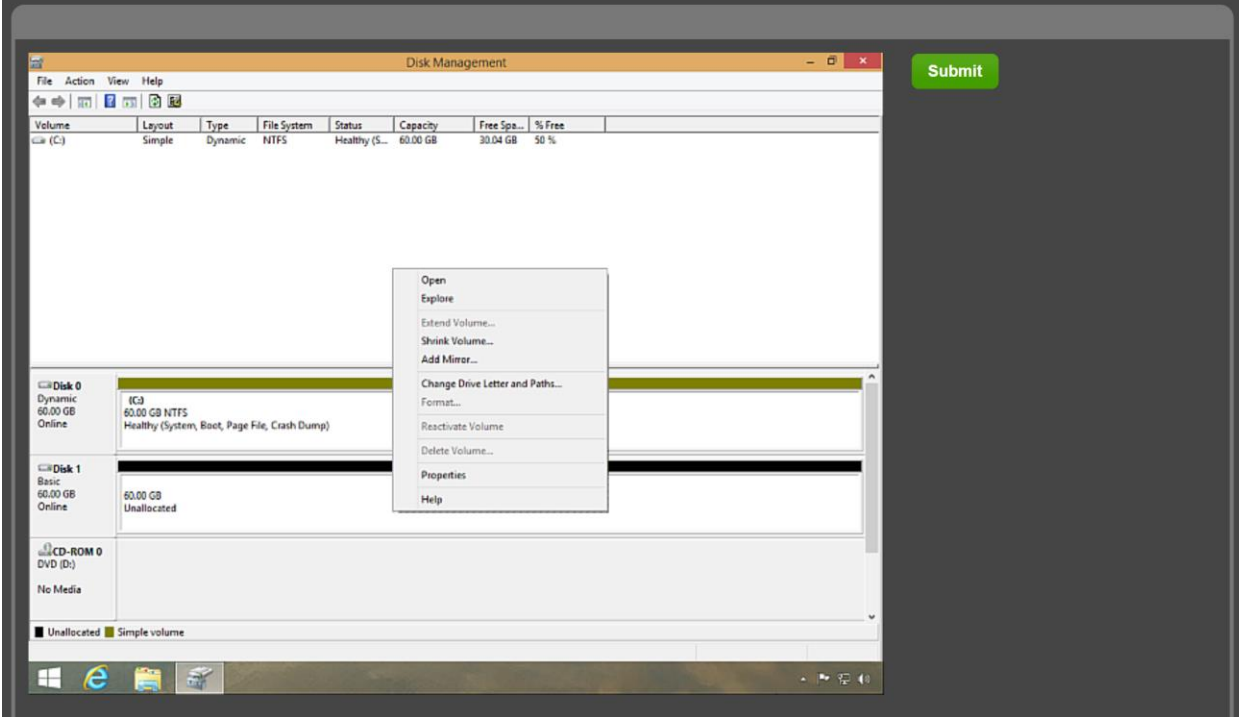 Disk Management
Submit
File Action View Help
Volume Layout Type File System Status Capacity Free Spa... % Free
(C:) Simple Dynamic NTFS Healthy (S... 60.00 GB 30.04 GB 50 %
Open
Explore
Extend Volume...
Shrink Volume...
Add Mirror...
Change Drive Letter and Paths...
Format...
Reactivate Volume
Delete Volume...
Properties
Help
Disk 0
Dynamic
60.00 GB
Online
(C:)
60.00 GB NTFS
Healthy (System, Boot, Page File, Crash Dump)
Disk 1
Basic
60.00 GB
Online
60.00 GB
Unallocated
CD-ROM 0
DVD (D:)
No Media
Unallocated Simple volume